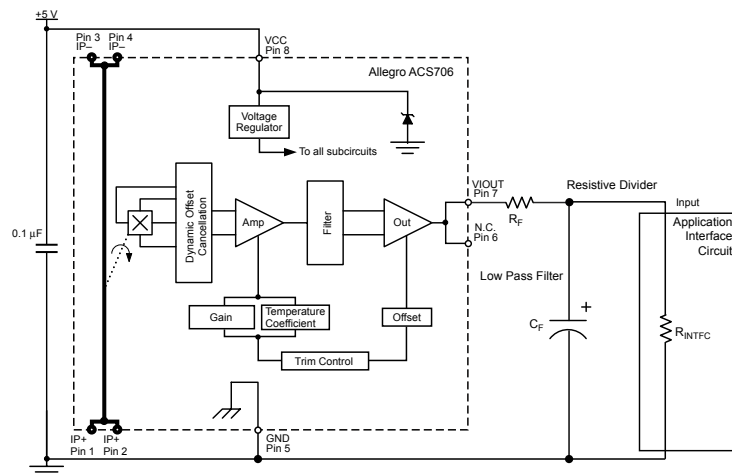 +5 V
Pin 3 Pin 4
IP– IP–
VCC
Pin 8
Allegro ACS706
Voltage
Regulator
To all subcircuits
Dynamic Offset
Cancellation
Amp
Filter
Out
VIOUT
Pin 7
N.C.
Pin 6
RF
Resistive Divider
Input
Application
Interface
Circuit
0.1 µF
Low Pass Filter
Gain
Temperature
Coefficient
Offset
CF
+
RINTFC
Trim Control
IP+ IP+
Pin 1 Pin 2
GND
Pin 5